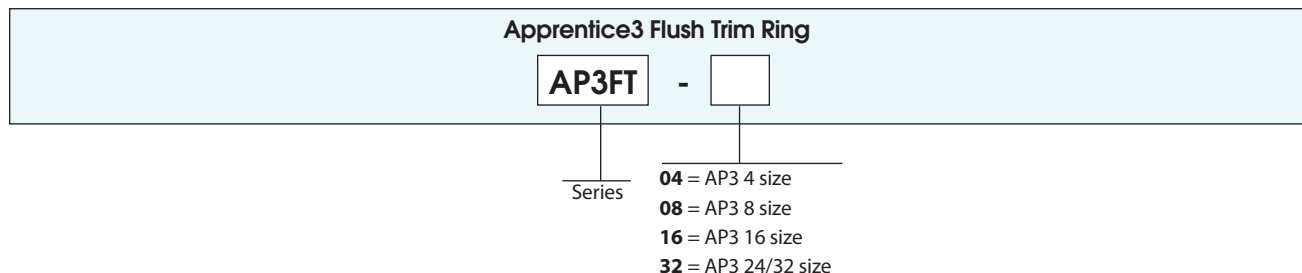 Apprentice3 Flush Trim Ring
AP3FT -
Series
04 = AP3 4 size
08 = AP3 8 size
16 = AP3 16 size
32 = AP3 24/32 size